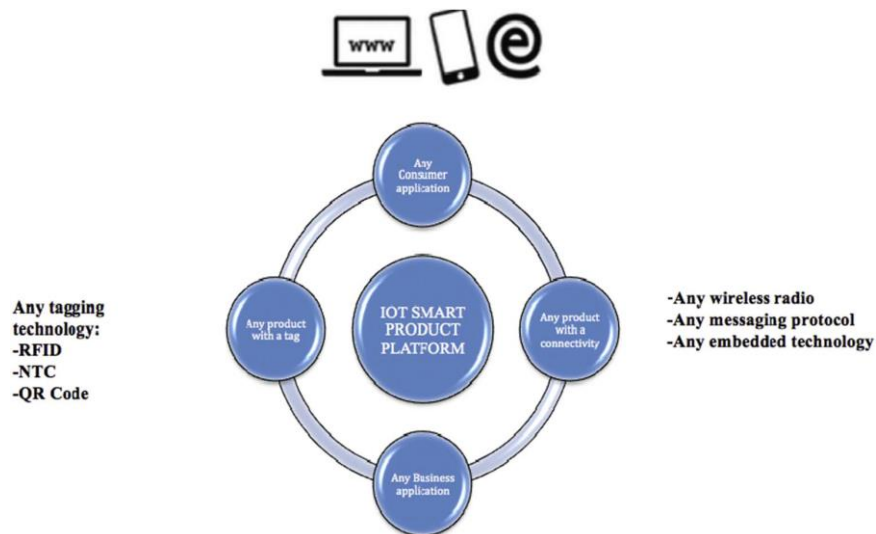 www
e
Any
Consumer
application
Any tagging
technology:
-RFID
-NTC
-QR Code
Any product
with a tag
IOT SMART
PRODUCT
PLATFORM
Any product
with a
connectivity
-Any wireless radio
-Any messaging protocol
-Any embedded technology
Any Business
application